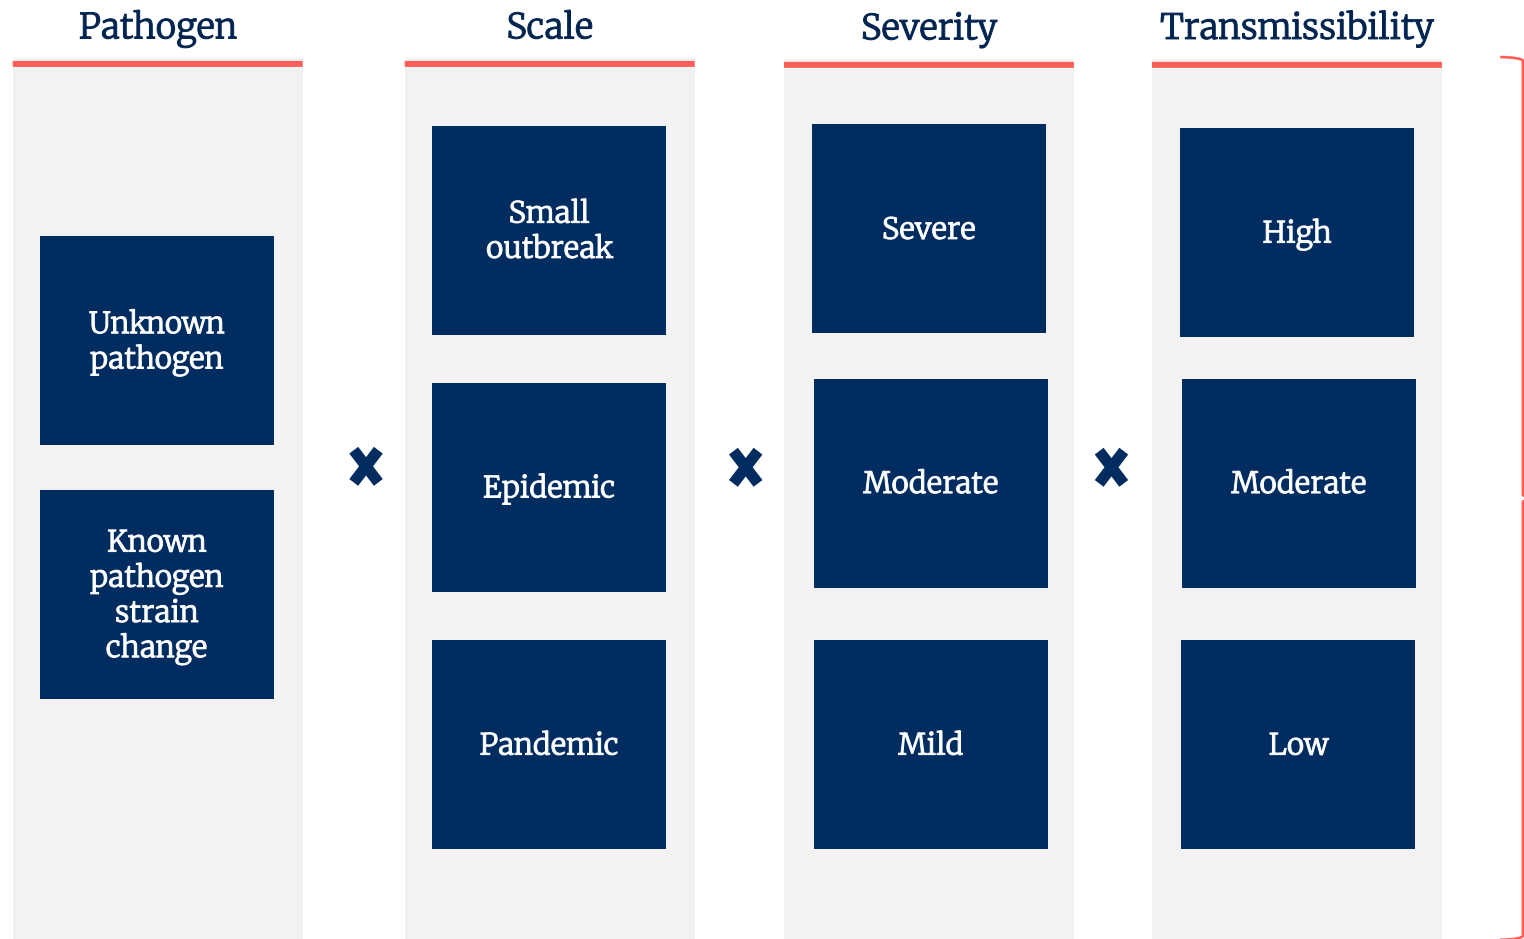 Pathogen
Scale
Severity
Transmissibility
Unknown
pathogen
Known
pathogen
strain
change
Small
outbreak
Epidemic
Pandemic
Severe
Moderate
Mild
High
Moderate
Low